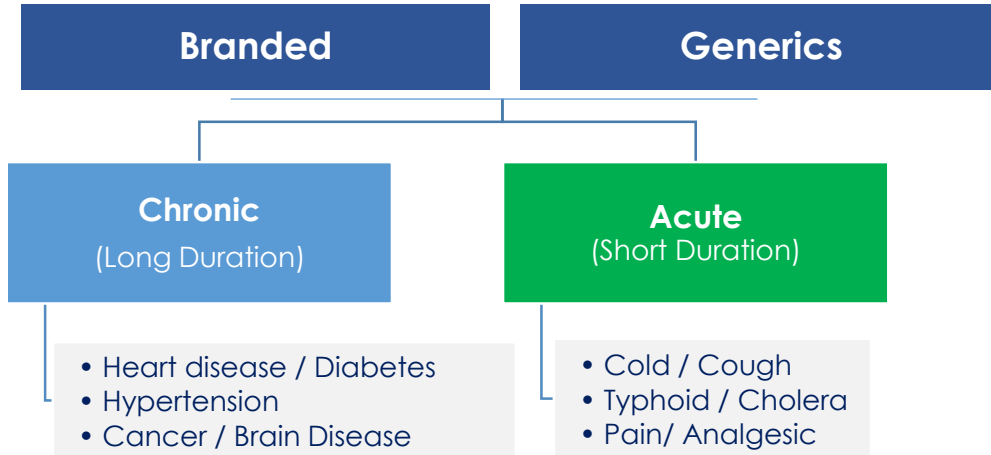 Branded
Generics
Chronic
(Long Duration)
Acute
(Short Duration)
• Heart disease / Diabetes
• Hypertension
• Cancer / Brain Disease
• Cold / Cough
• Typhoid / Cholera
• Pain/ Analgesic